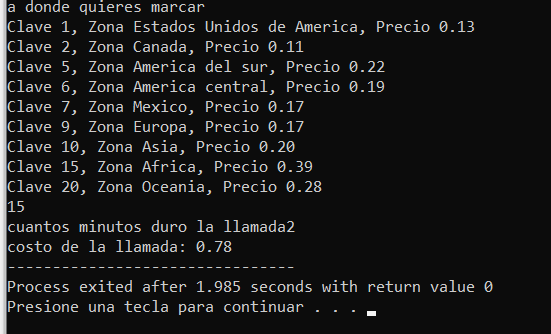 a donde quieres marcar
Clave 1, Zona Estados Unidos de America, Precio 0.13
Clave 2, Zona Canada, Precio 0.11
Clave 5, Zona America del sur, Precio 0.22
Clave 6, Zona America central, Precio 0.19
Clave 7, Zona Mexico, Precio 0.17
Clave 9, Zona Europa, Precio 0.17
Clave 10, Zona Asia, Precio 0.20
Clave 15, Zona Africa, Precio 0.39
Clave 20, Zona Oceania, Precio 0.28
15
cuantos minutos duro la llamada2
costo de la llamada: 0.78
--------------------------------
Process exited after 1.985 seconds with return value 0
Presione una tecla para continuar . . .